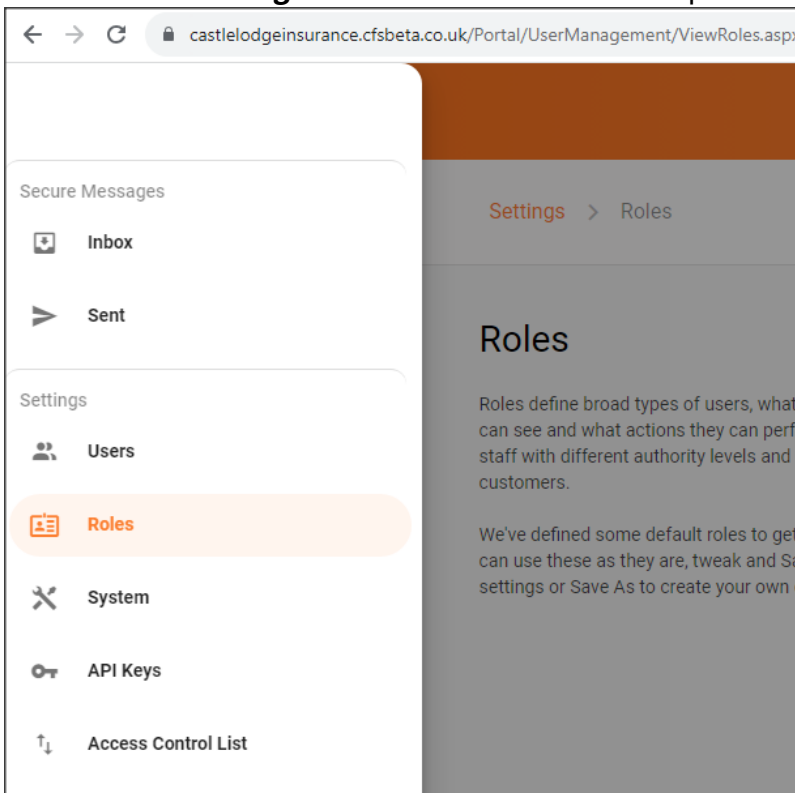 castlelodgeinsurance.cfsbeta.co.uk/Portal/UserManagement/ViewRoles.aspx
Secure Messages
Inbox
Sent
Settings
Users
Roles
System
API Keys
Access Control List
Settings > Roles
Roles
Roles define broad types of users, what
can see and what actions they can perf
staff with different authority levels and
customers.
We've defined some default roles to get
can use these as they are, tweak and Sa
settings or Save As to create your own